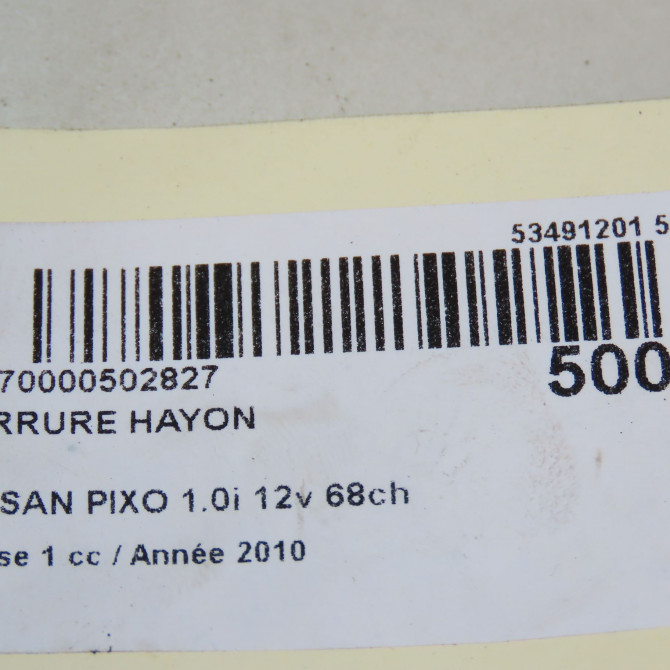 53491201 5
70000502827
500
RRURE HAYON
SAN PIXO 1.0i 12v 68ch
se 1 cc / Année 2010